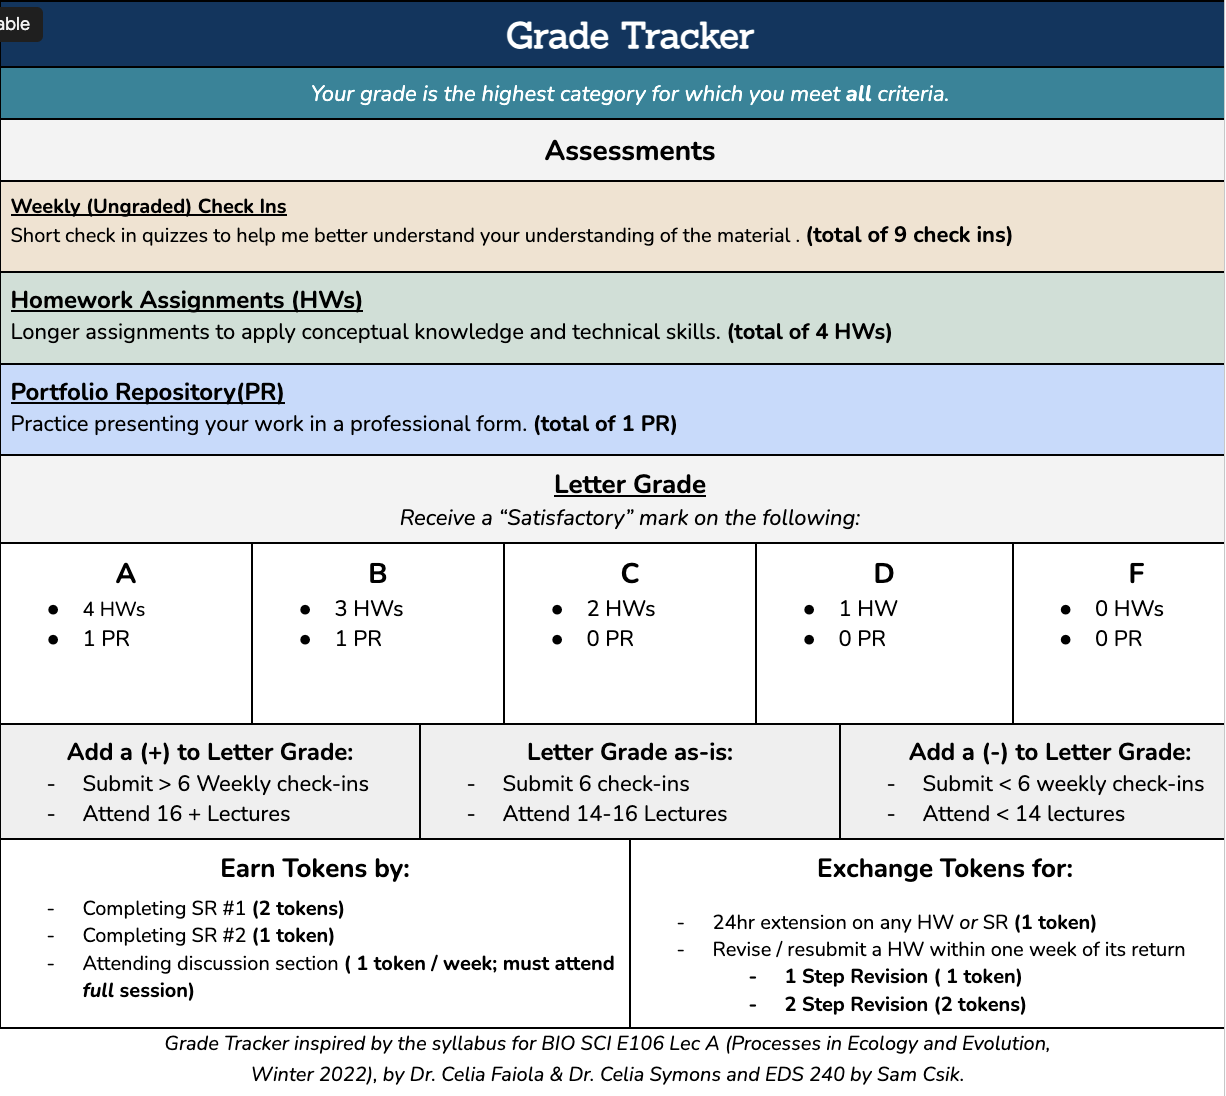 able
Grade Tracker
Your grade is the highest category for which you meet all criteria.
Assessments
Weekly (Ungraded) Check Ins
Short check in quizzes to help me better understand your understanding of the material . (total of 9 check ins)
Homework Assignments (HWs)
Longer assignments to apply conceptual knowledge and technical skills. (total of 4 HWs)
Portfolio Repository(PR)
Practice presenting your work in a professional form. (total of 1 PR)
Letter Grade
Receive a “Satisfactory” mark on the following:
A
● 4 HWs
● 1 PR
B
● 3 HWs
● 1 PR
C
● 2 HWs
● 0 PR
D
● 1 HW
● 0 PR
F
● 0 HWs
● 0 PR
Add a (+) to Letter Grade:
- Submit > 6 Weekly check-ins
- Attend 16 + Lectures
Letter Grade as-is:
- Submit 6 check-ins
- Attend 14-16 Lectures
Add a (-) to Letter Grade:
- Submit < 6 weekly check-ins
- Attend < 14 lectures
Earn Tokens by:
- Completing SR #1 (2 tokens)
- Completing SR #2 (1 token)
- Attending discussion section ( 1 token / week; must attend
full session)
Exchange Tokens for:
- 24hr extension on any HW or SR (1 token)
- Revise / resubmit a HW within one week of its return
- 1 Step Revision ( 1 token)
- 2 Step Revision (2 tokens)
Grade Tracker inspired by the syllabus for BIO SCI E106 Lec A (Processes in Ecology and Evolution,
Winter 2022), by Dr. Celia Faiola & Dr. Celia Symons and EDS 240 by Sam Csik.